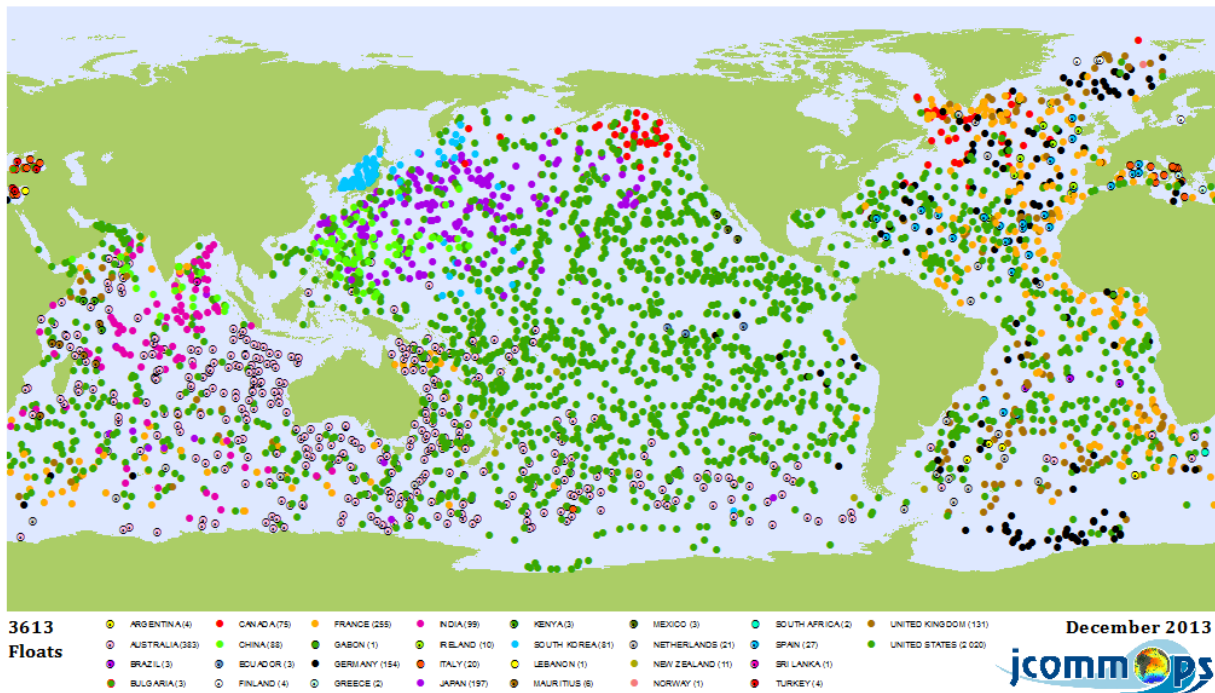 3613
Floats
ARGENTINA (4) CANADA (75) FRANCE (255) INDIA (99) KENYA (3) MEXICO (3) SOUTH AFRICA (2) UNITED KINGDOM (131)
AUSTRALIA (383) CHINA (88) GABON (1) IRELAND (10) SOUTH KOREA (81) NETHERLANDS (21) SPAIN (27) UNITED STATES (2 020)
BRAZIL (3) ECUADOR (3) GERMANY (154) ITALY (20) LEBANON (1) NEW ZEALAND (11) SRI LANKA (1)
BULGARIA (3) FINLAND (4) GREECE (2) JAPAN (197) MAURITIUS (6) NORWAY (1) TURKEY (4)
December 2013
jcommops